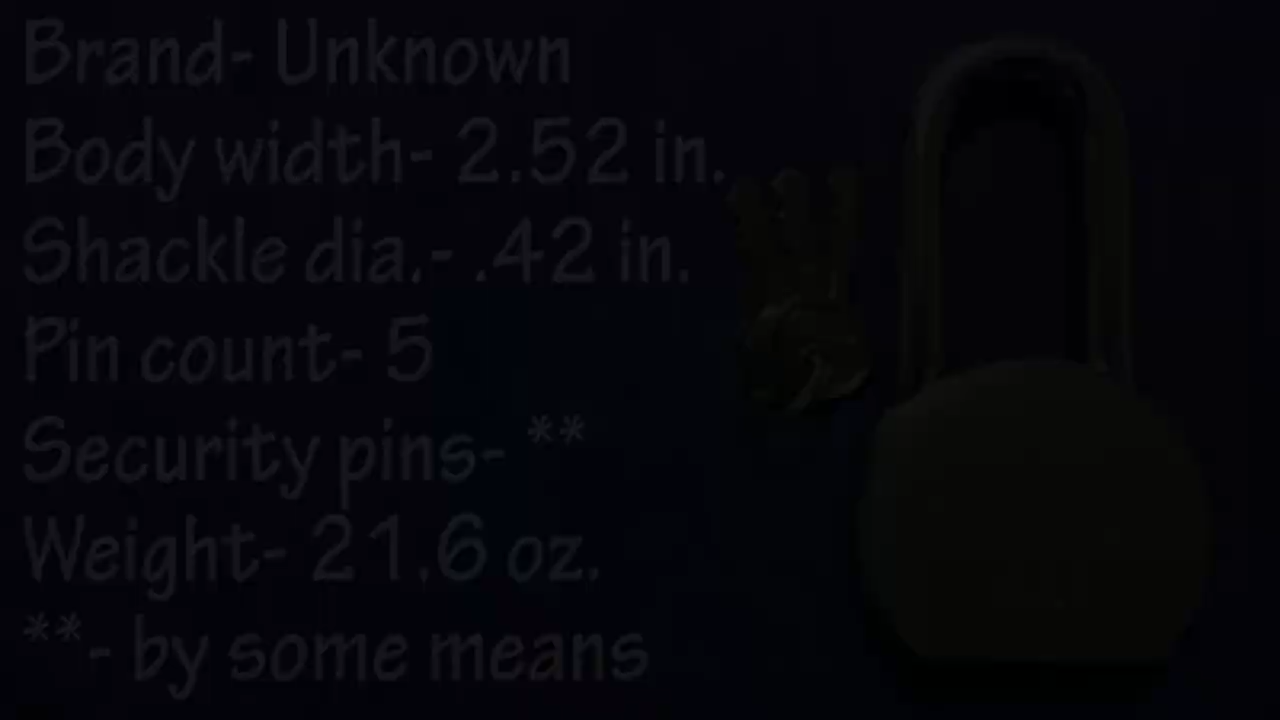 Brand- Unknown
Body width- 2.52 in.
Shackle dia.- .42 in.
Pin count- 5
Security pins- **
Weight- 21.6 oz.
**- by some means